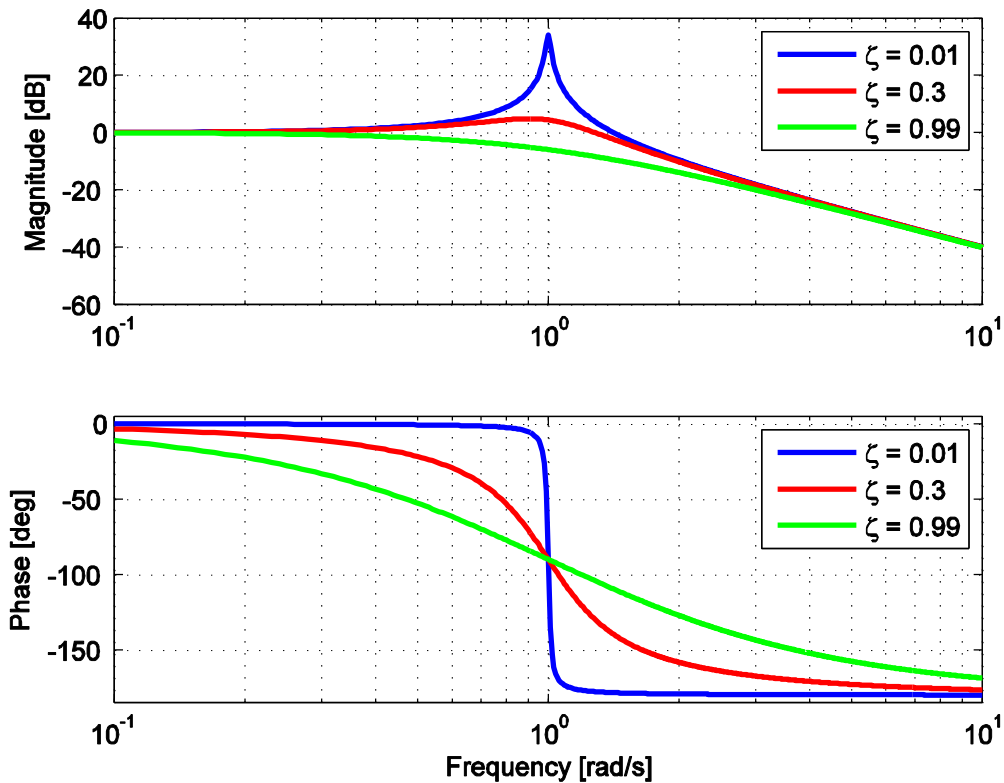 Magnitude [dB]
40
20
0
-20
-40
-60
10⁻¹
10⁰
10¹
ζ = 0.01
ζ = 0.3
ζ = 0.99
Phase [deg]
0
-50
-100
-150
10⁻¹
10⁰
10¹
ζ = 0.01
ζ = 0.3
ζ = 0.99
Frequency [rad/s]